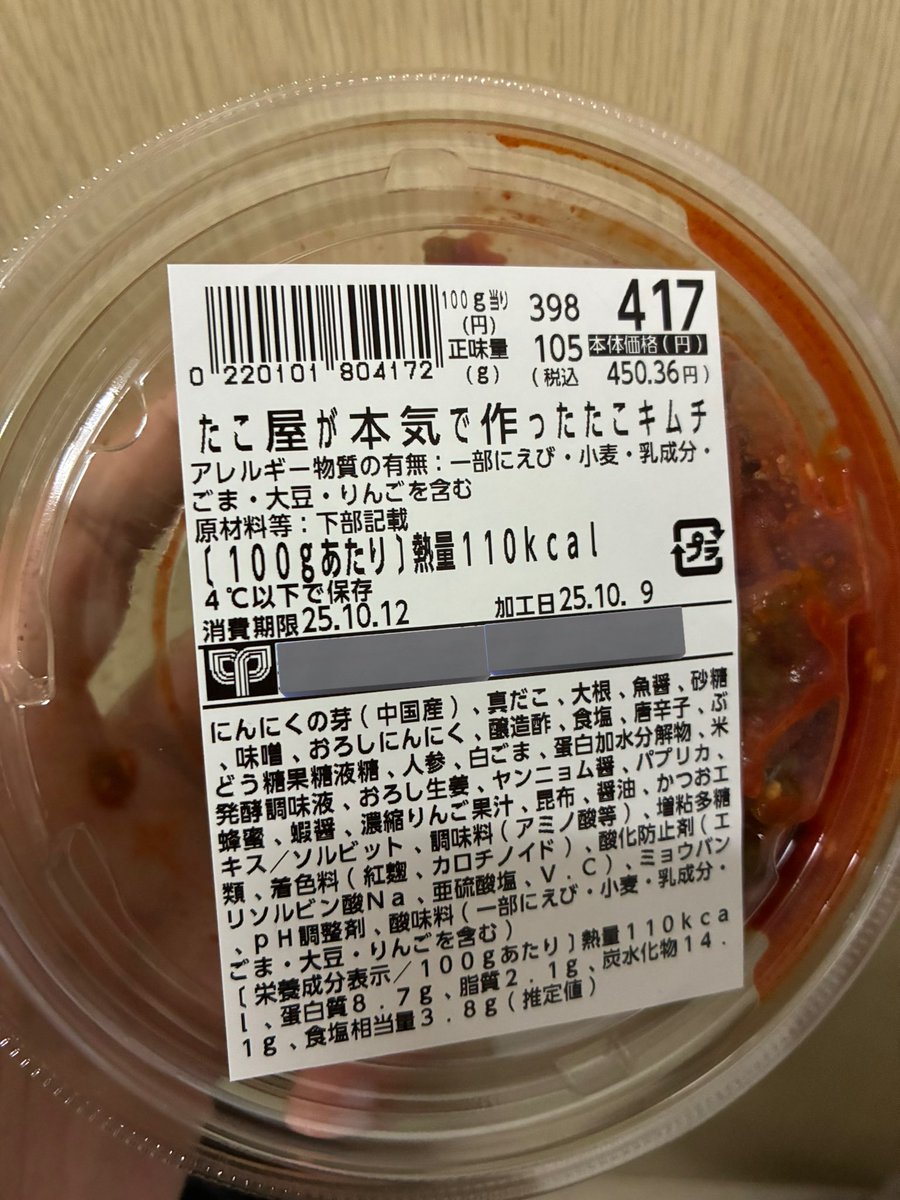 100g当り(円) 398 417
正味量(g) 105 本体価格(円)
(税込 450.36円)
0 220101 804172
たこ屋が本気で作ったたこキムチ
アレルギー物質の有無:一部にえび・小麦・乳成分・
ごま・大豆・りんごを含む
原材料等:下部記載
[100gあたり]熱量110kcal
プラ
4℃以下で保存
消費期限25.10.12 加工日25.10. 9
にんにくの芽(中国産)、真だこ、大根、魚醤、砂糖
、味噌、おろしにんにく、醸造酢、食塩、唐辛子、ぶ
どう糖果糖液糖、人参、白ごま、蛋白加水分解物、米
発酵調味液、おろし生姜、ヤンニョム醤、パプリカ、
蜂蜜、蝦醤、濃縮りんご果汁、昆布、醤油、かつおエ
キス/ソルビット、調味料(アミノ酸等)、増粘多糖
類、着色料(紅麹、カロチノイド)、酸化防止剤(エ
リソルビン酸Na、亜硫酸塩、V.C)、ミョウバン
、pH調整剤、酸味料(一部にえび・小麦・乳成分・
ごま・大豆・りんごを含む)
[栄養成分表示/100gあたり]熱量110kca
l、蛋白質8.7g、脂質2.1g、炭水化物14.
1g、食塩相当量3.8g(推定値)